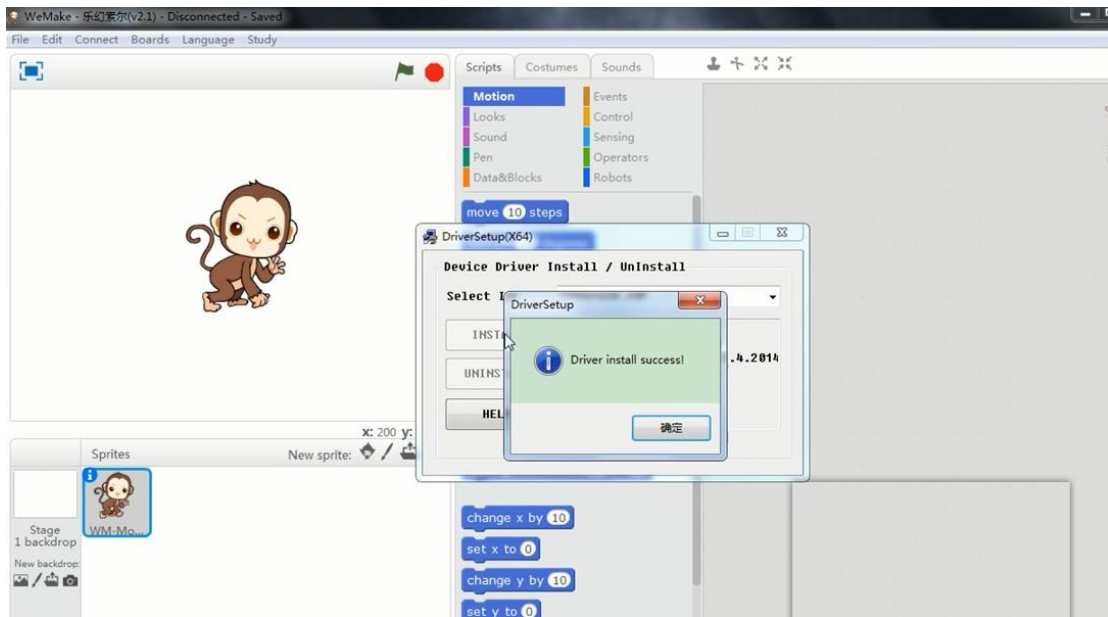 WeMake - 乐幻索尔(v2.1) - Disconnected - Saved
File Edit Connect Boards Language Study
Scripts Costumes Sounds
Motion Events
Looks Control
Sound Sensing
Pen Operators
Data&Blocks Robots
move 10 steps
DriverSetup(X64)
Device Driver Install / UnInstall
Select
DriverSetup
Driver install success!
.4.2014
确定
x: 200 y:
Sprites New sprite:
Stage
1 backdrop
WM-Mo...
New backdrop:
change x by 10
set x to 0
change y by 10
set y to 0